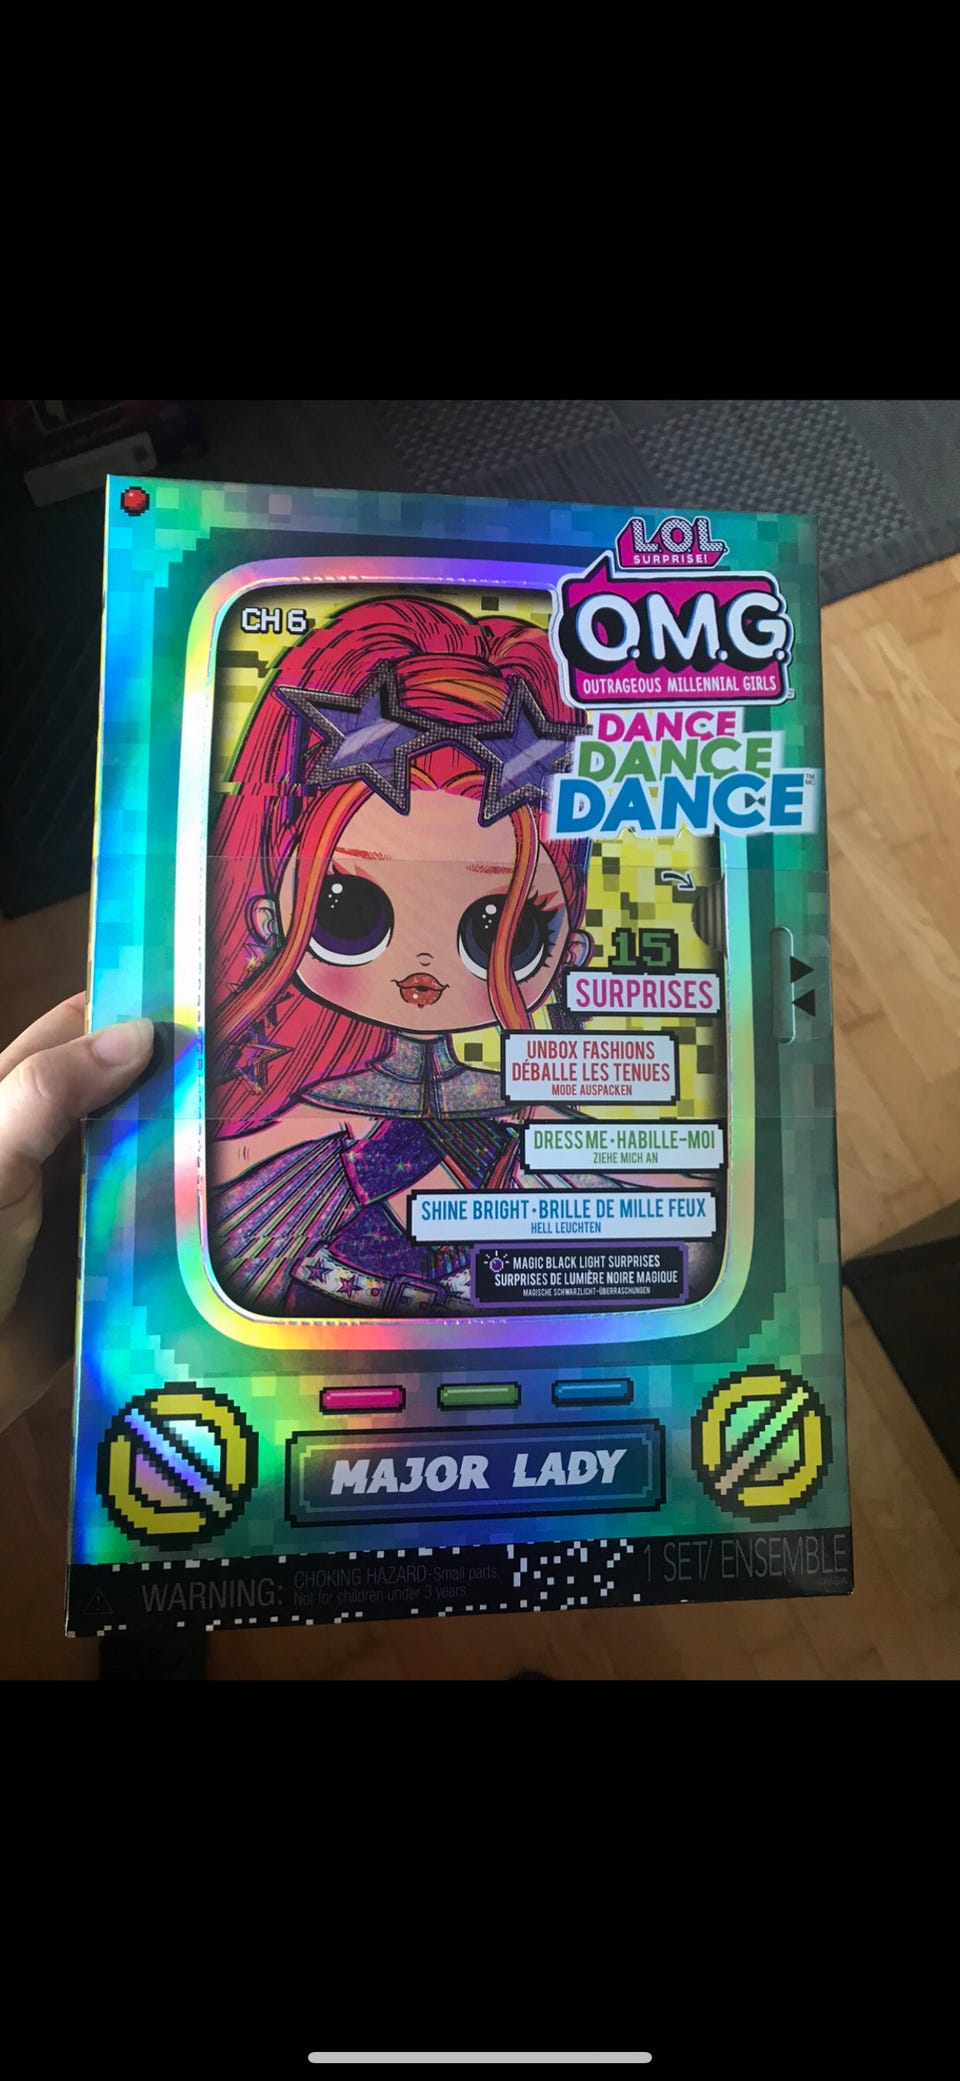 L.O.L.
SURPRISE!
O.M.G.
OUTRAGEOUS MILLENNIAL GIRLS
DANCE
DANCE
DANCE
TM
MC
CH 6
15
SURPRISES
UNBOX FASHIONS
DÉBALLE LES TENUES
MODE AUSPACKEN
DRESS ME • HABILLE-MOI
ZIEHE MICH AN
SHINE BRIGHT • BRILLE DE MILLE FEUX
HELL LEUCHTEN
MAGIC BLACK LIGHT SURPRISES
SURPRISES DE LUMIÈRE NOIRE MAGIQUE
MAGISCHE SCHWARZLICHT-ÜBERRASCHUNGEN
MAJOR LADY
WARNING: CHOKING HAZARD-Small parts.
Not for children under 3 years.
1 SET/ ENSEMBLE